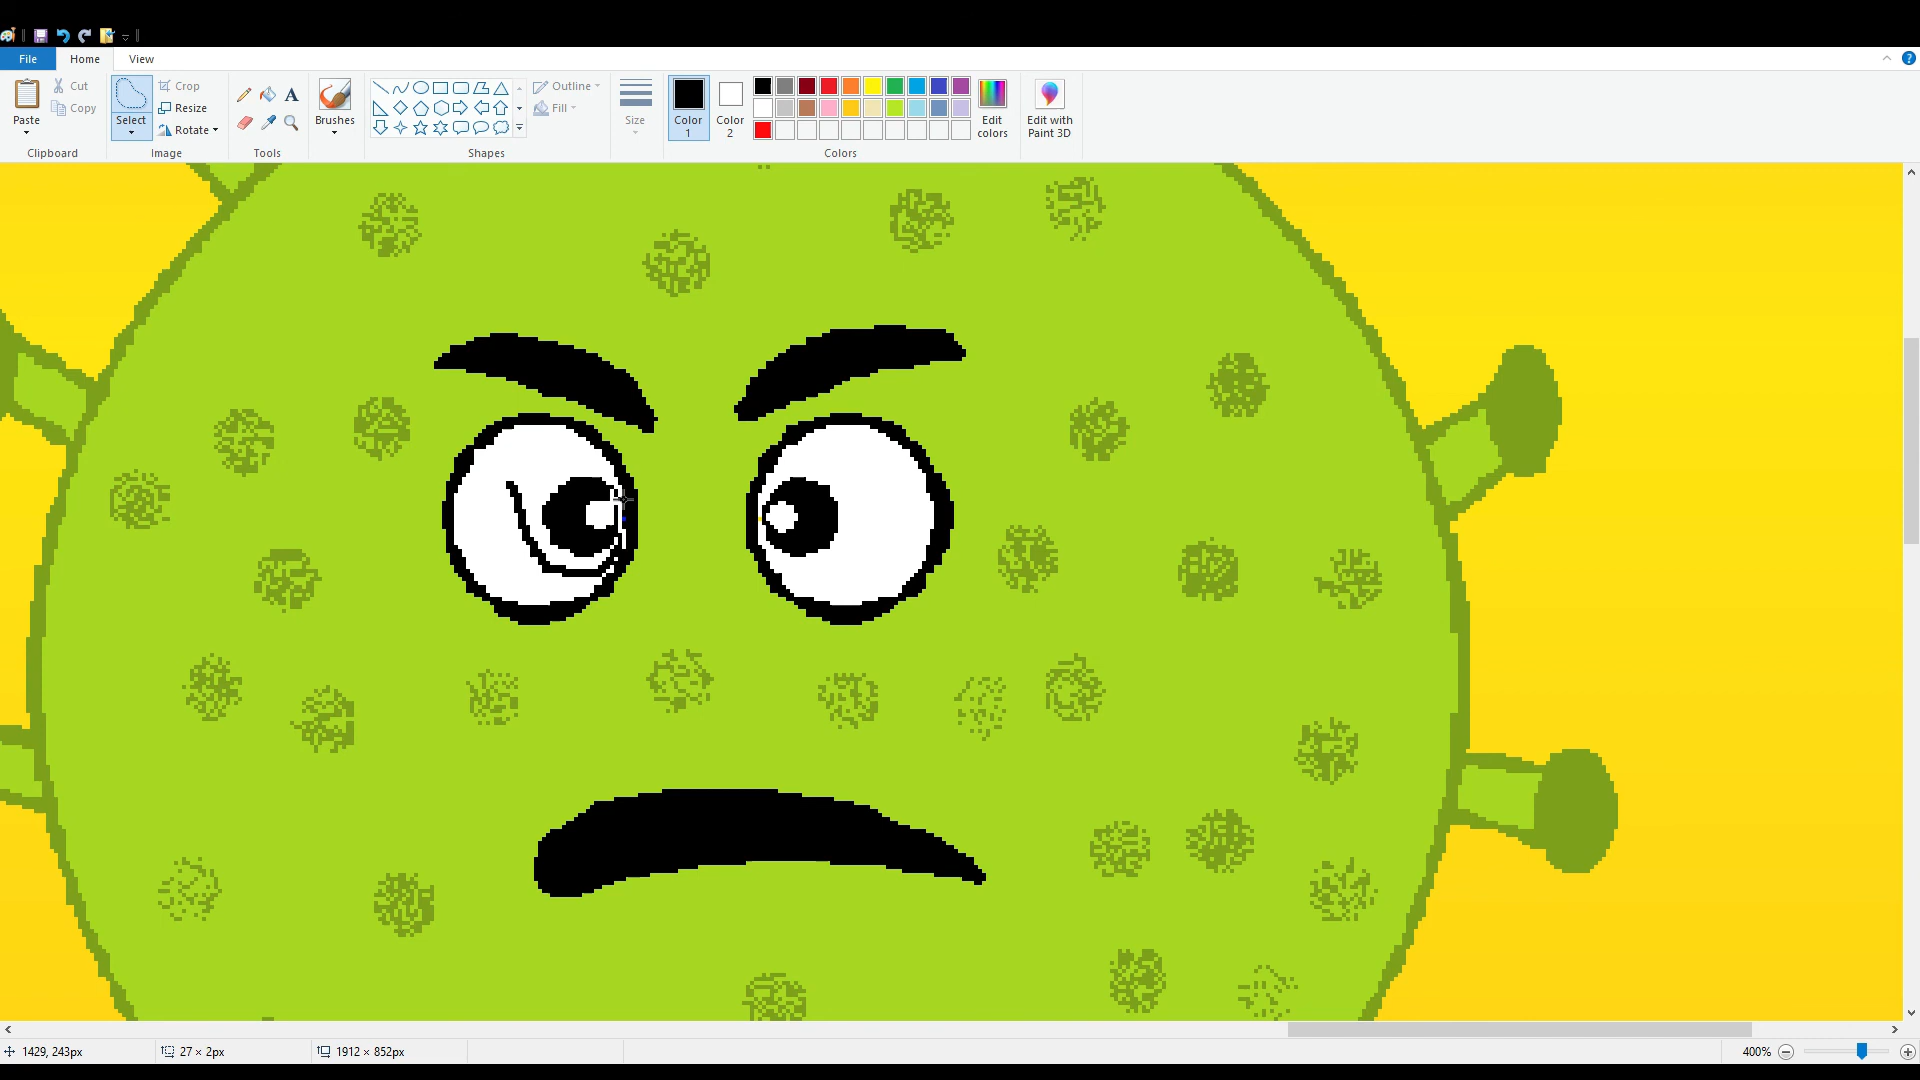 File Home View
Paste
Cut
Copy
Clipboard
Select
Crop
Resize
Rotate
Image
A
Tools
Brushes
Outline
Fill
Shapes
Size
Color
1
Color
2
Edit
colors
Colors
Edit with
Paint 3D
1429, 243px
27 × 2px
1912 × 852px
400%